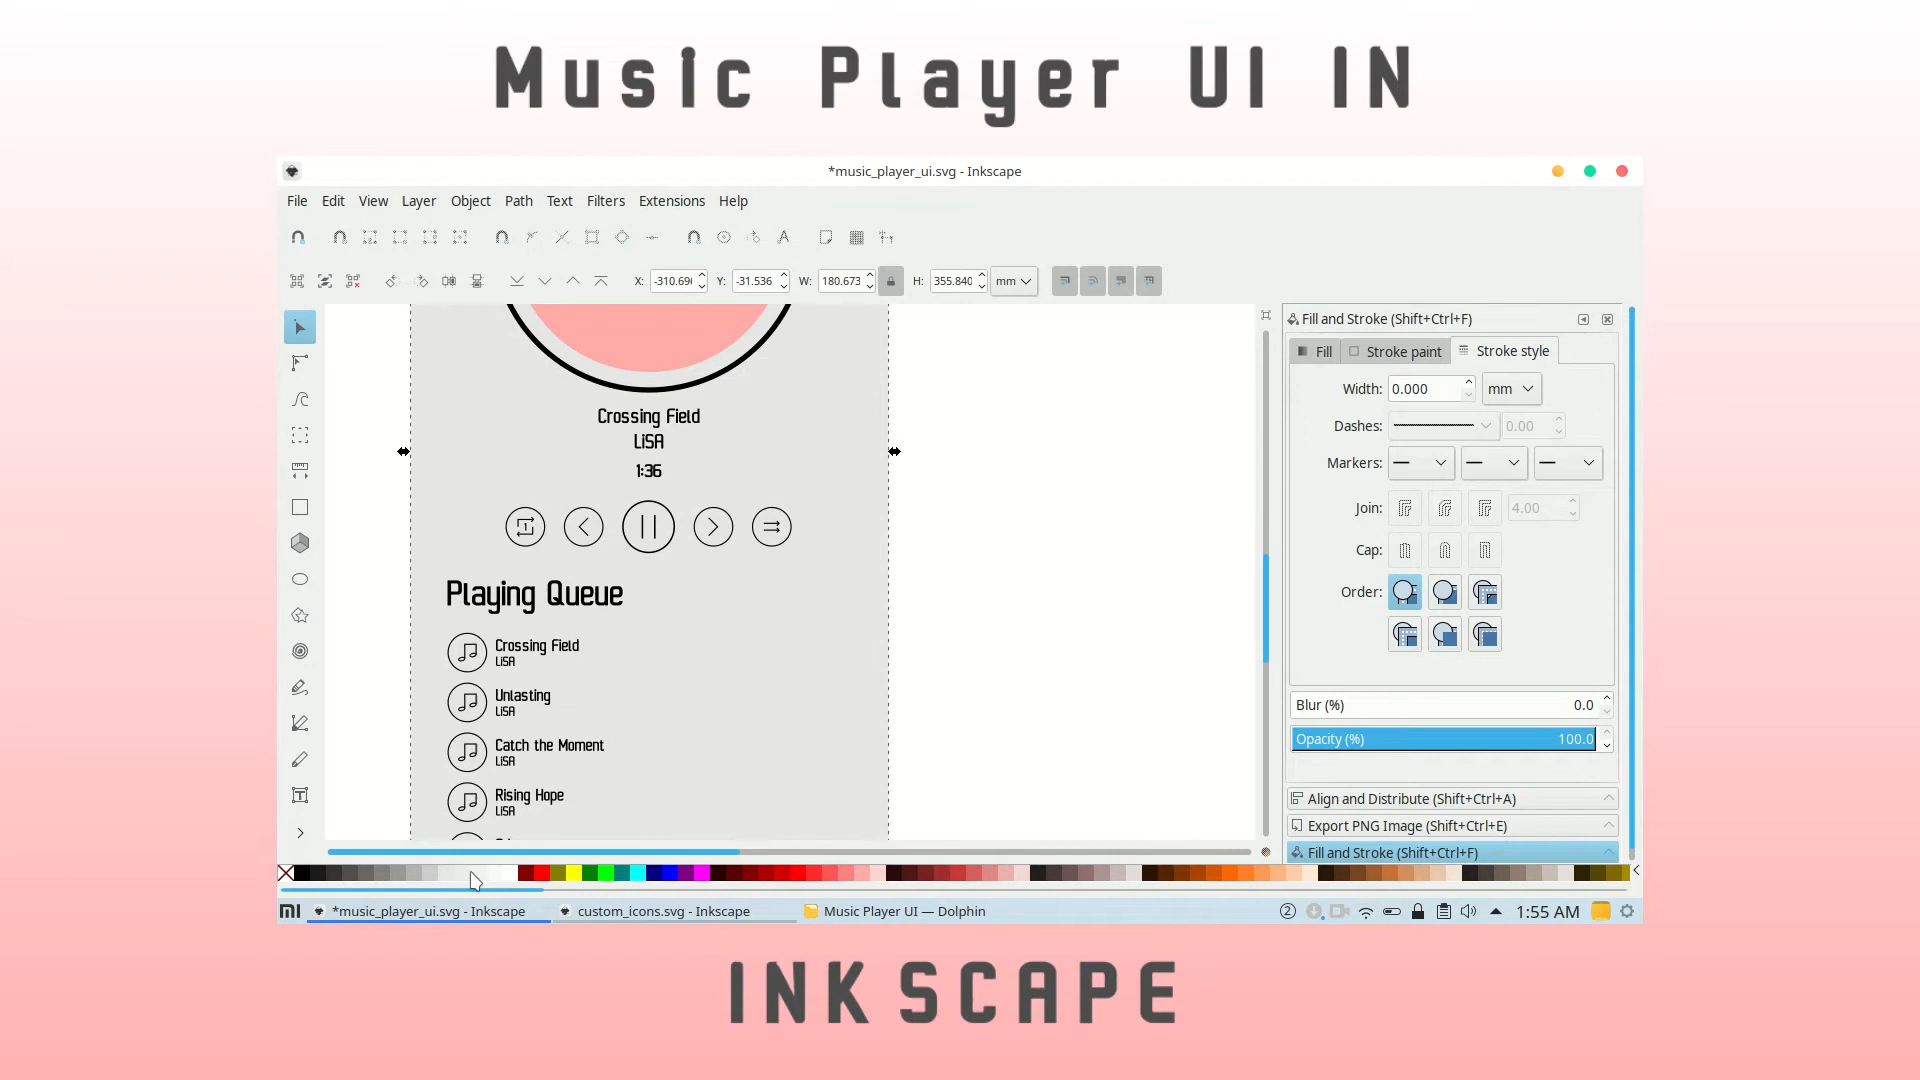 Music Player UI IN
*music_player_ui.svg - Inkscape
File Edit View Layer Object Path Text Filters Extensions Help
X: -310.696 Y: -31.536 W: 180.673 H: 355.840 mm
Fill and Stroke (Shift+Ctrl+F)
Fill Stroke paint Stroke style
Width: 0.000 mm
Dashes: 0.00
Markers:
Join: 4.00
Cap:
Order:
Blur (%) 0.0
Opacity (%) 100.0
Align and Distribute (Shift+Ctrl+A)
Export PNG Image (Shift+Ctrl+E)
Fill and Stroke (Shift+Ctrl+F)
Crossing Field
LiSA
1:36
1
Playing Queue
Crossing Field
LiSA
Unlasting
LiSA
Catch the Moment
LiSA
Rising Hope
LiSA
*music_player_ui.svg - Inkscape custom_icons.svg - Inkscape Music Player UI — Dolphin 2 1:55 AM
INKSCAPE